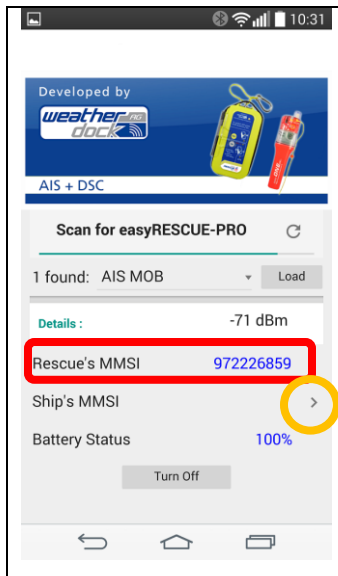 10:31
Developed by
weather AG
dock
AIS + DSC
Scan for easyRESCUE-PRO
1 found: AIS MOB Load
Details : -71 dBm
Rescue's MMSI 972226859
Ship's MMSI >
Battery Status 100%
Turn Off